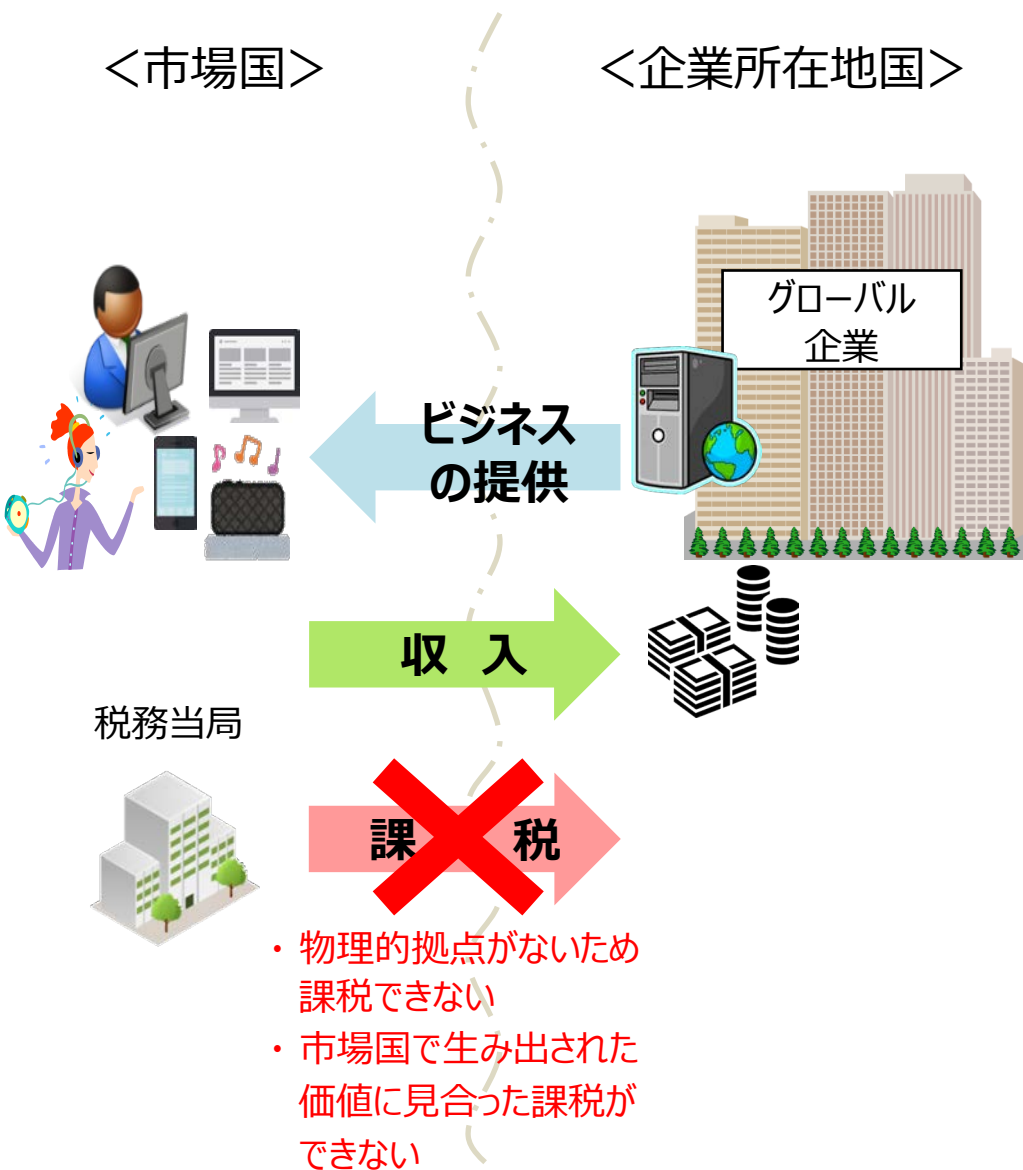 ＜市場国＞
＜企業所在地国＞
グローバル
企業
ビジネス
の提供
収 入
税務当局
課 税
・ 物理的拠点がないため
課税できない
・ 市場国で生み出された
価値に見合った課税が
できない